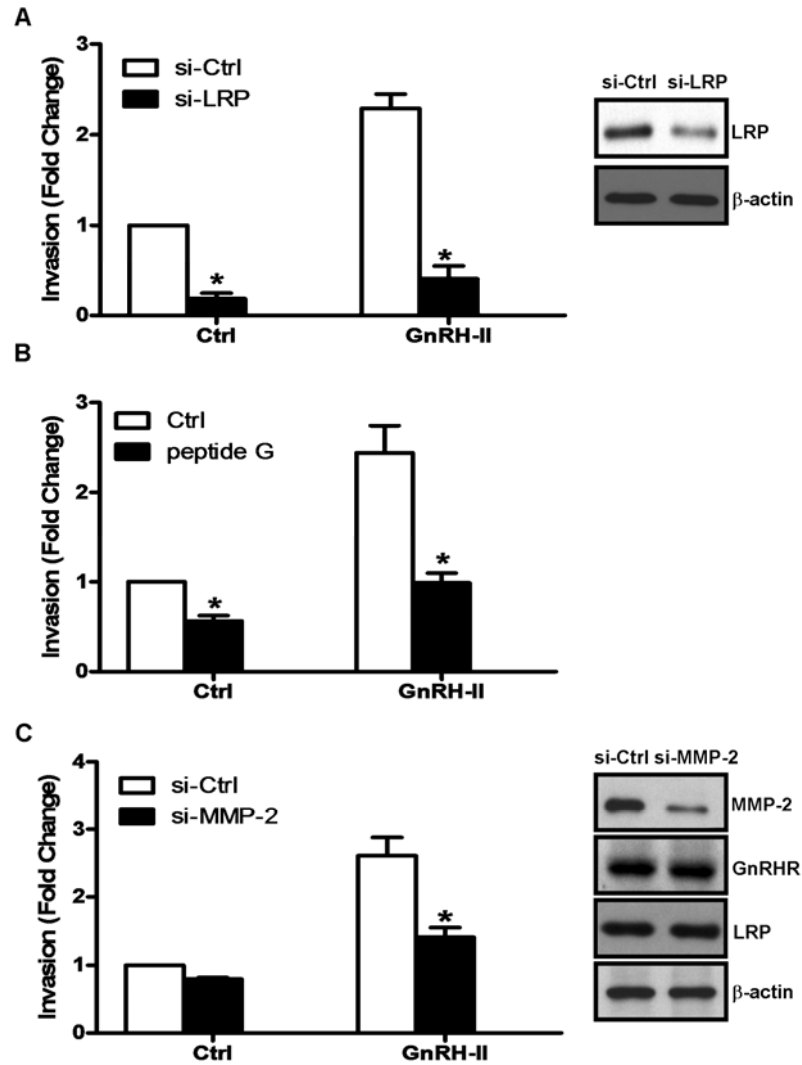 A
Invasion (Fold Change)
3
2
1
0
si-Ctrl
si-LRP
*
*
Ctrl
GnRH-II
si-Ctrl si-LRP
LRP
β-actin
B
Invasion (Fold Change)
3
2
1
0
Ctrl
peptide G
*
*
Ctrl
GnRH-II
C
Invasion (Fold Change)
4
3
2
1
0
si-Ctrl
si-MMP-2
*
Ctrl
GnRH-II
si-Ctrl si-MMP-2
MMP-2
GnRHR
LRP
β-actin